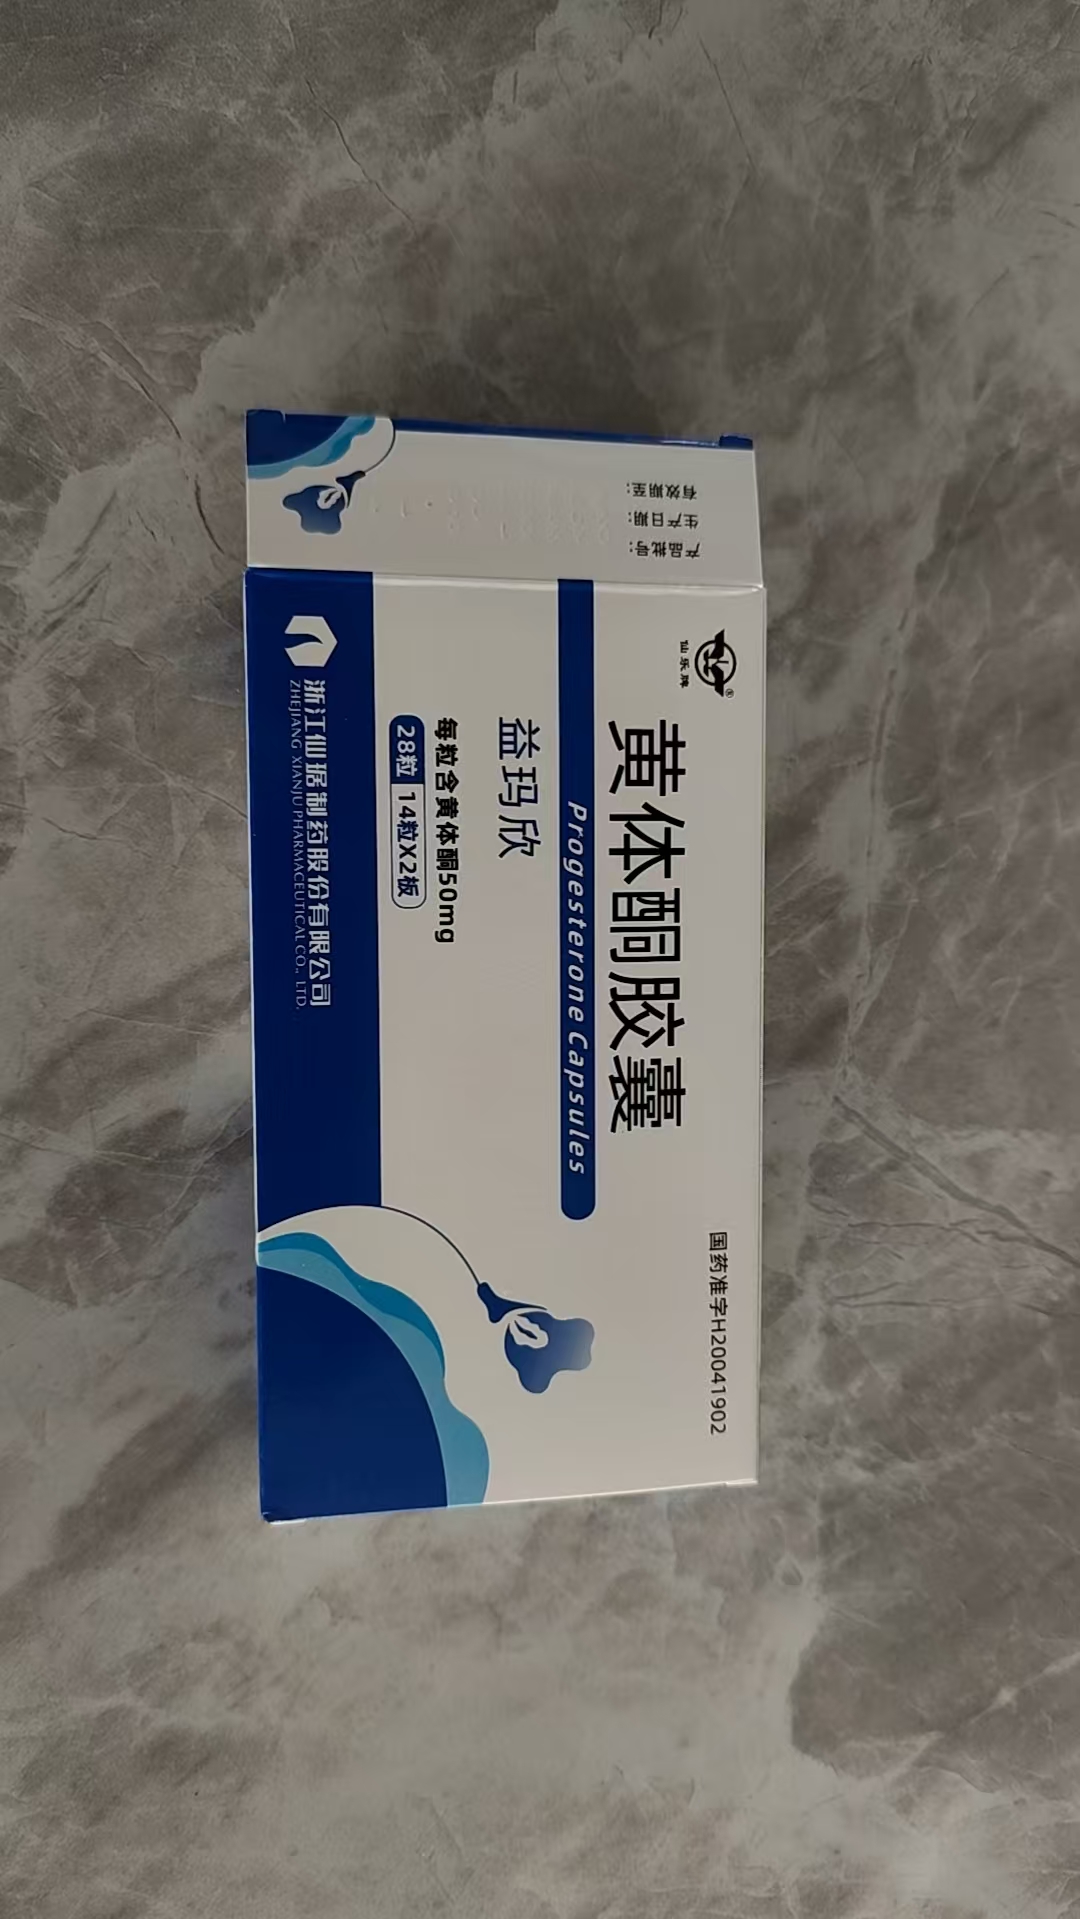 仙乐牌
®
国药准字H20041902
黄体酮胶囊
Progesterone Capsules
益玛欣
每粒含黄体酮50mg
28粒 14粒X2板
浙江仙琚制药股份有限公司
ZHEJIANG XIANJU PHARMACEUTICAL CO., LTD.
产品批号:
生产日期:
有效期至: